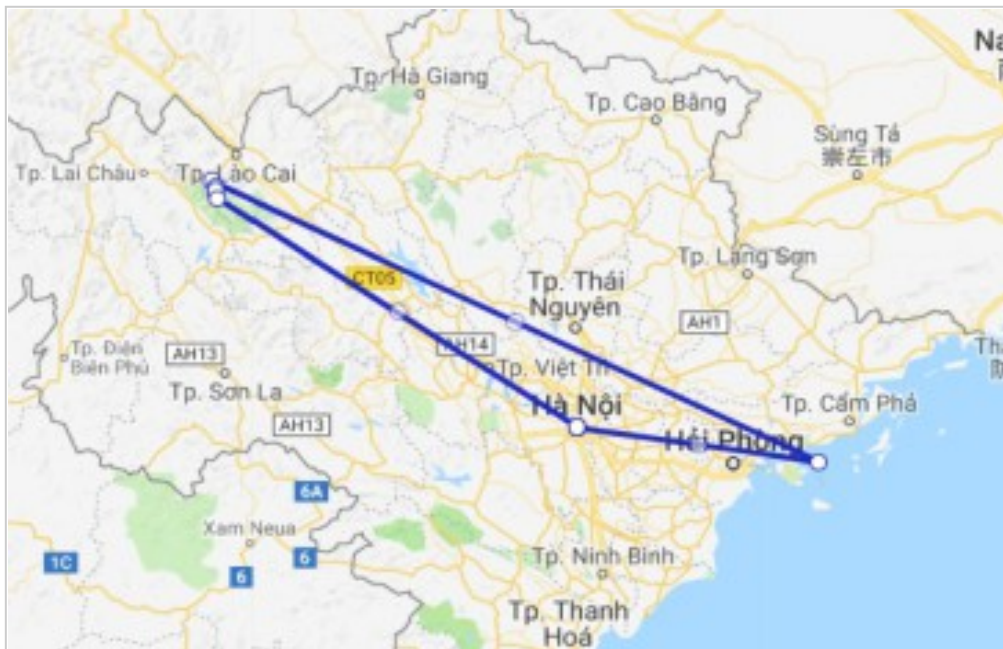 Na
Tp. Hà Giang
Tp. Cao Bằng
Sùng Tả
崇左市
Tp. Lai Châu
Tp. Lào Cai
Tp. Lạng Sơn
CT05
Tp. Thái
Nguyên
AH1
AH14
Tp. Điện
Biên Phủ
AH13
Tp. Việt Trì
Tp. Sơn La
Hà Nội
Tp. Cẩm Phả
AH13
Hải Phòng
6A
Xam Neua
1C
6
6
Tp. Ninh Bình
Tp. Thanh
Hoá